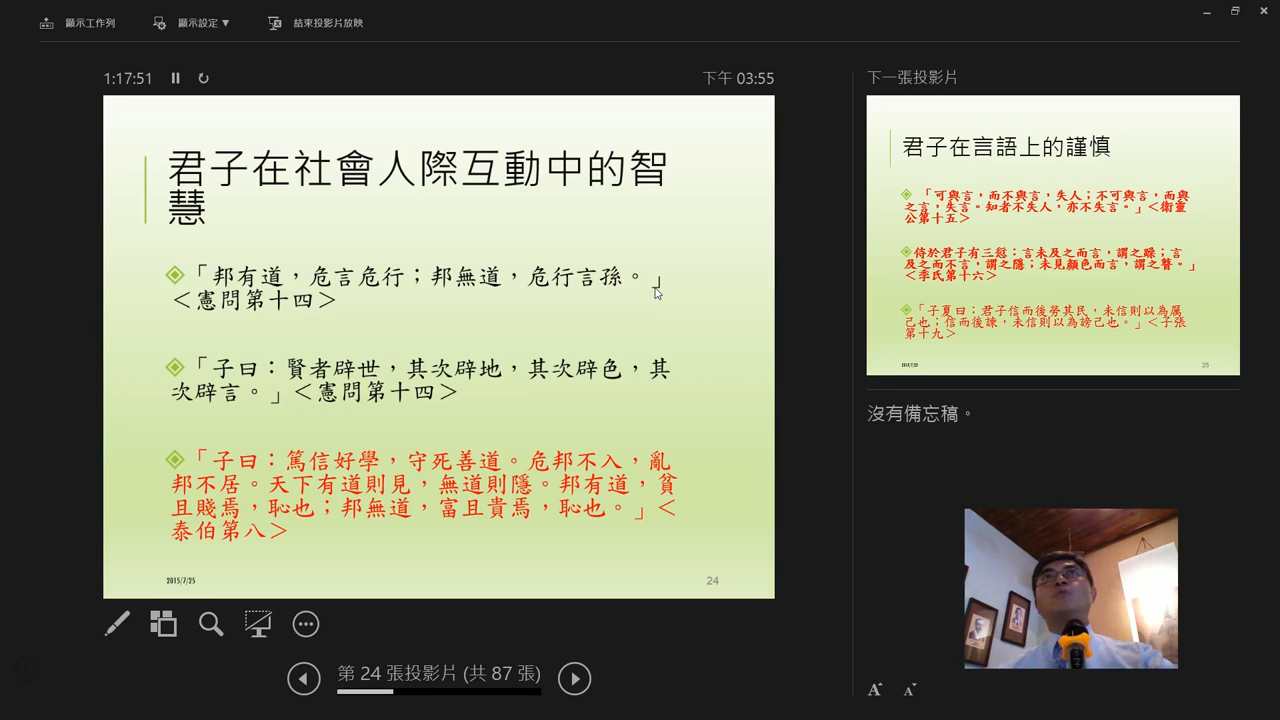 顯示工作列
顯示設定 ▼
結束投影片放映
1:17:51
下午 03:55
君子在社會人際互動中的智
慧
「邦有道，危言危行；邦無道，危行言孫。」
＜憲問第十四＞
「子曰：賢者辟世，其次辟地，其次辟色，其
次辟言。」＜憲問第十四＞
「子曰：篤信好學，守死善道。危邦不入，亂
邦不居。天下有道則見，無道則隱。邦有道，貧
且賤焉，恥也；邦無道，富且貴焉，恥也。」＜
泰伯第八＞
2015/7/25
24
第 24 張投影片 (共 87 張)
下一張投影片
君子在言語上的謹慎
「可與言，而不與言，失人；不可與言，而與
之言，失言。知者不失人，亦不失言。」＜衛靈
公第十五＞
侍於君子有三愆：言未及之而言，謂之躁；言
及之而不言，謂之隱；未見顏色而言，謂之瞽。」
＜季氏第十六＞
「子夏曰：君子信而後勞其民，未信則以為厲
己也；信而後諫，未信則以為謗己也。」＜子張
第十九＞
25
沒有備忘稿。